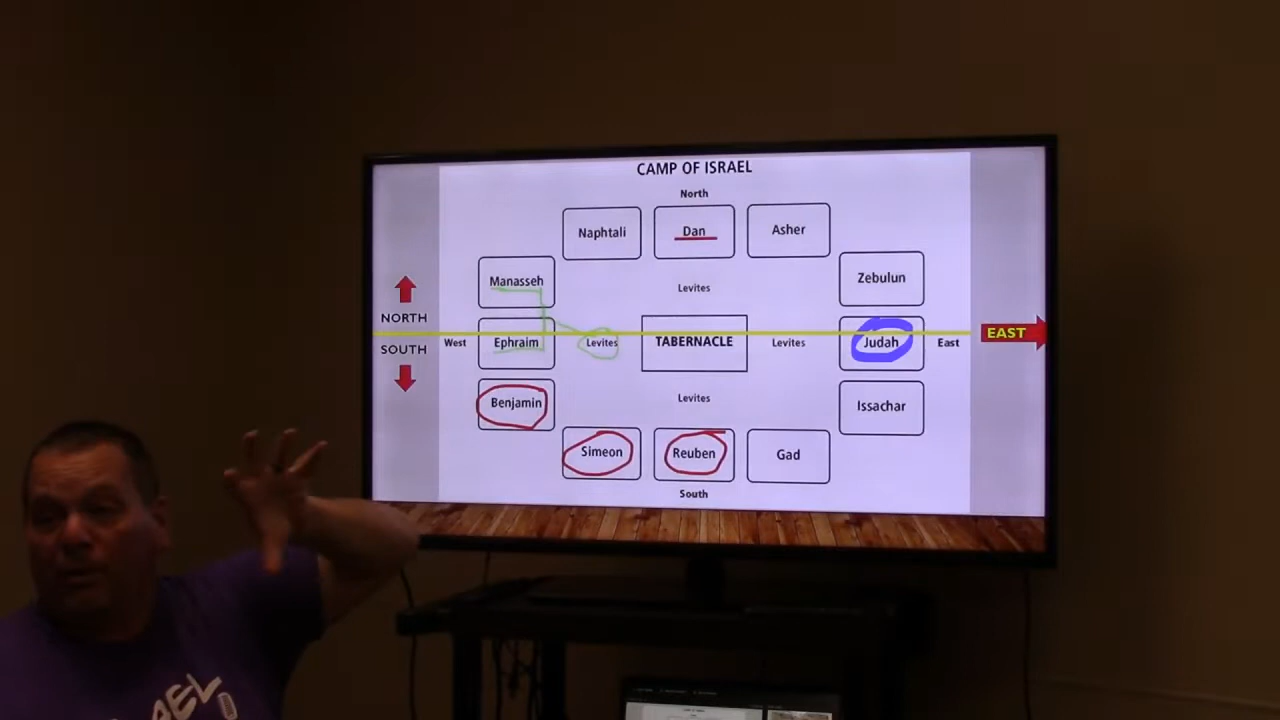 CAMP OF ISRAEL
North
Naphtali
Dan
Asher
Manasseh
Levites
Zebulun
NORTH
SOUTH
West
Ephraim
Levites
TABERNACLE
Levites
Judah
East
EAST
Benjamin
Levites
Issachar
Simeon
Reuben
Gad
South